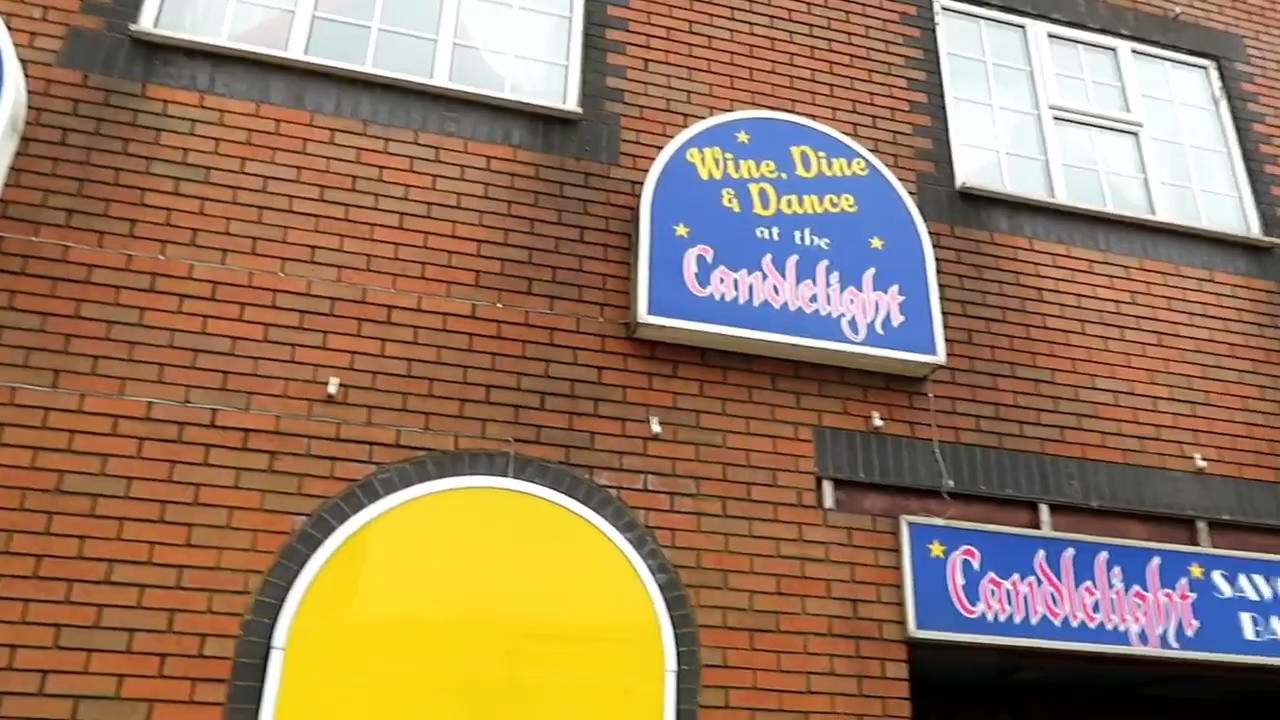 Wine, Dine
& Dance
at the
Candlelight
Candlelight